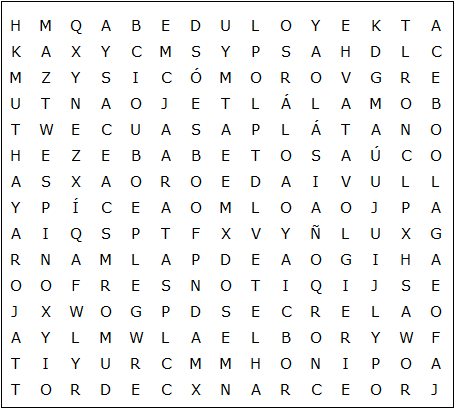 H M Q A B E D U L O Y E K T A
K A X Y C M S Y P S A H D L C
M Z Y S I C Ó M O R O V G R E
U T N A O J E T L Á L A M O B
T W E C U A S A P L Á T A N O
H E Z E B A B E T O S A Ú C O
A S X A O R O E D A I V U L L
Y P Í C E A O M L O A O J P A
A I Q S P T F X V Y Ñ L U X G
R N A M L A P D E A O G I H A
O O F R E S N O T I Q I J S E
J X W O G P D S E C R E L A O
A Y L M W L A E L B O R Y W F
T I Y U R C M M H O N I P O A
T O R D E C X N A R C E O R J